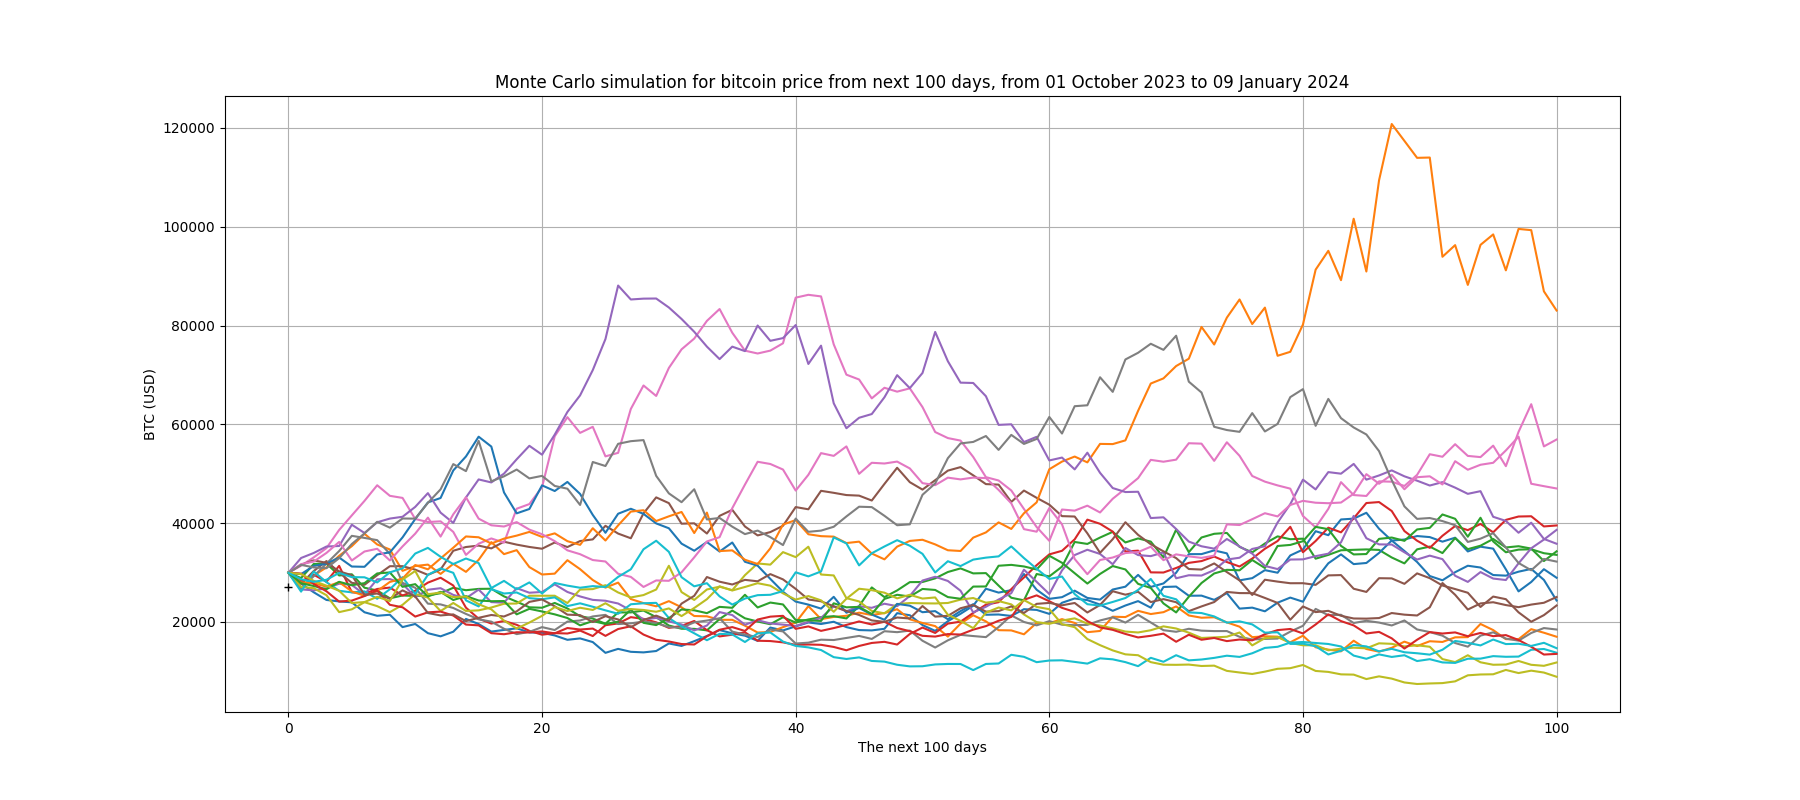 Monte Carlo simulation for bitcoin price from next 100 days, from 01 October 2023 to 09 January 2024
120000
100000
80000
60000
40000
20000
BTC (USD)
0 20 40 60 80 100
The next 100 days